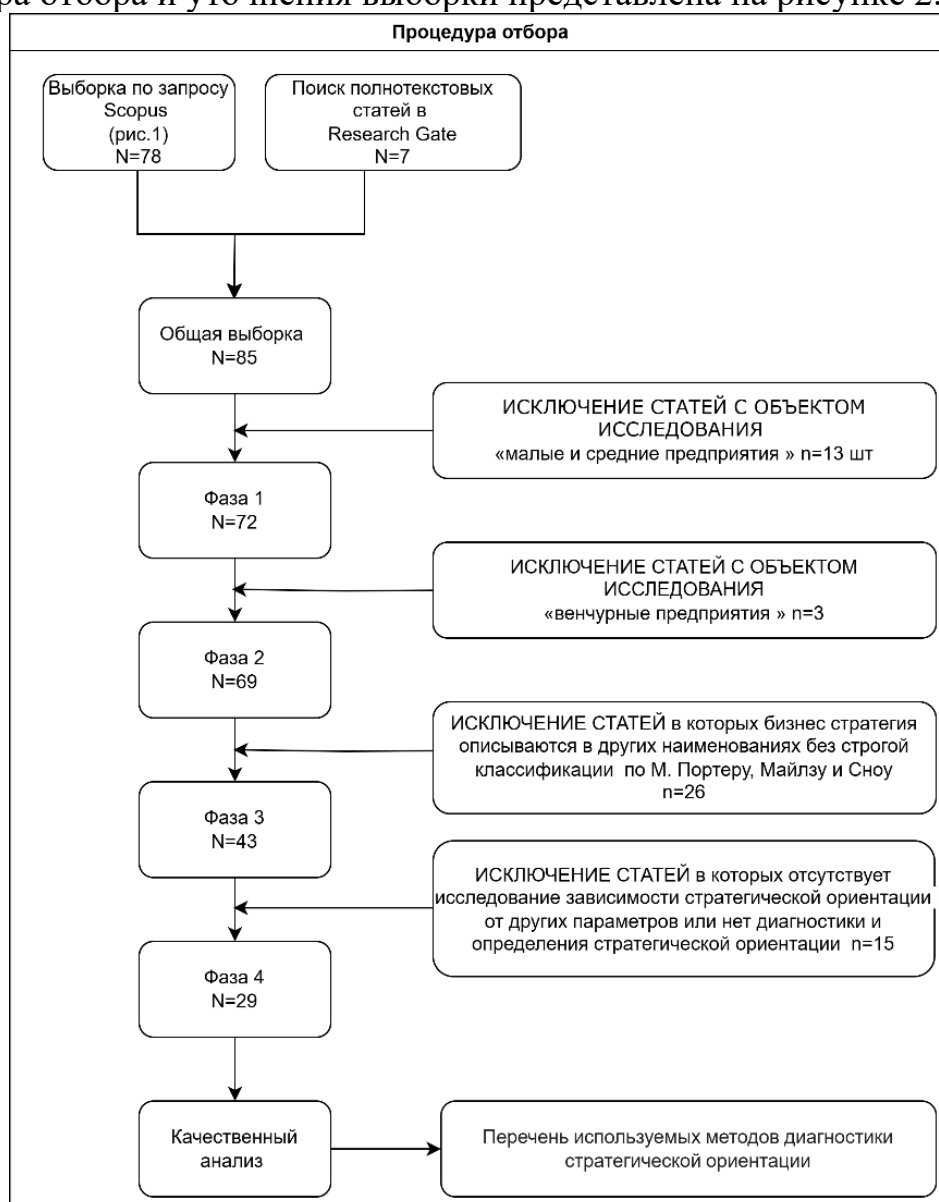 ра отбора и уточнения выборки представлена на рисунке 2.
Процедура отбора
Выборка по запросу
Scopus
(рис.1)
N=78
Поиск полнотекстовых
статей в
Research Gate
N=7
Общая выборка
N=85
ИСКЛЮЧЕНИЕ СТАТЕЙ С ОБЪЕКТОМ
ИССЛЕДОВАНИЯ
«малые и средние предприятия » n=13 шт
Фаза 1
N=72
ИСКЛЮЧЕНИЕ СТАТЕЙ С ОБЪЕКТОМ
ИССЛЕДОВАНИЯ
«венчурные предприятия » n=3
Фаза 2
N=69
ИСКЛЮЧЕНИЕ СТАТЕЙ в которых бизнес стратегия
описываются в других наименованиях без строгой
классификации по М. Портеру, Майлзу и Сноу
n=26
Фаза 3
N=43
ИСКЛЮЧЕНИЕ СТАТЕЙ в которых отсутствует
исследование зависимости стратегической ориентации
от других параметров или нет диагностики и
определения стратегической ориентации n=15
Фаза 4
N=29
Качественный
анализ
Перечень используемых методов диагностики
стратегической ориентации